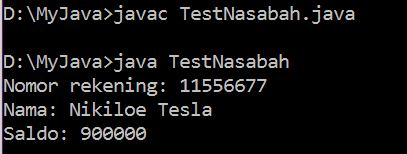 D:\MyJava>javac TestNasabah.java
D:\MyJava>java TestNasabah
Nomor rekening: 11556677
Nama: Nikiloe Tesla
Saldo: 900000